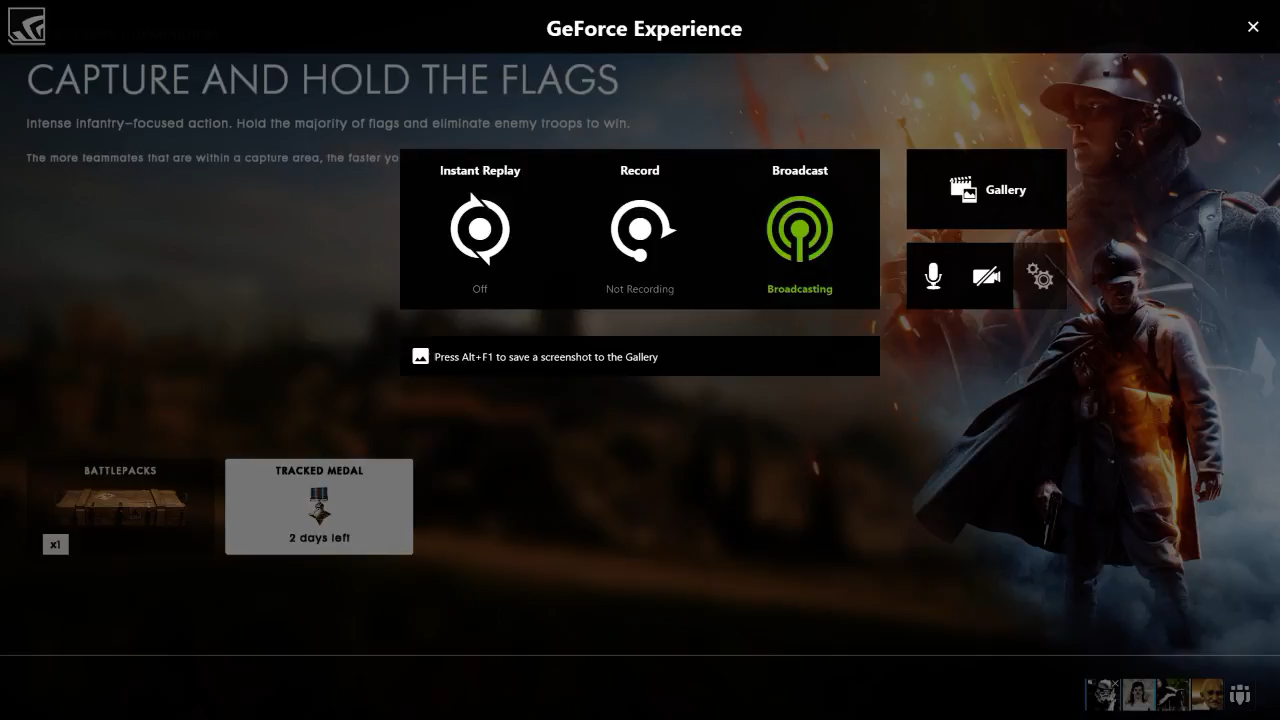 GeForce Experience
CAPTURE AND HOLD THE FLAGS
Intense infantry-focused action. Hold the majority of flags and eliminate enemy troops to win.
The more teammates that are within a capture area, the faster yo
Instant Replay
Record
Broadcast
Off
Not Recording
Broadcasting
Gallery
Press Alt+F1 to save a screenshot to the Gallery
BATTLEPACKS
x1
TRACKED MEDAL
2 days left